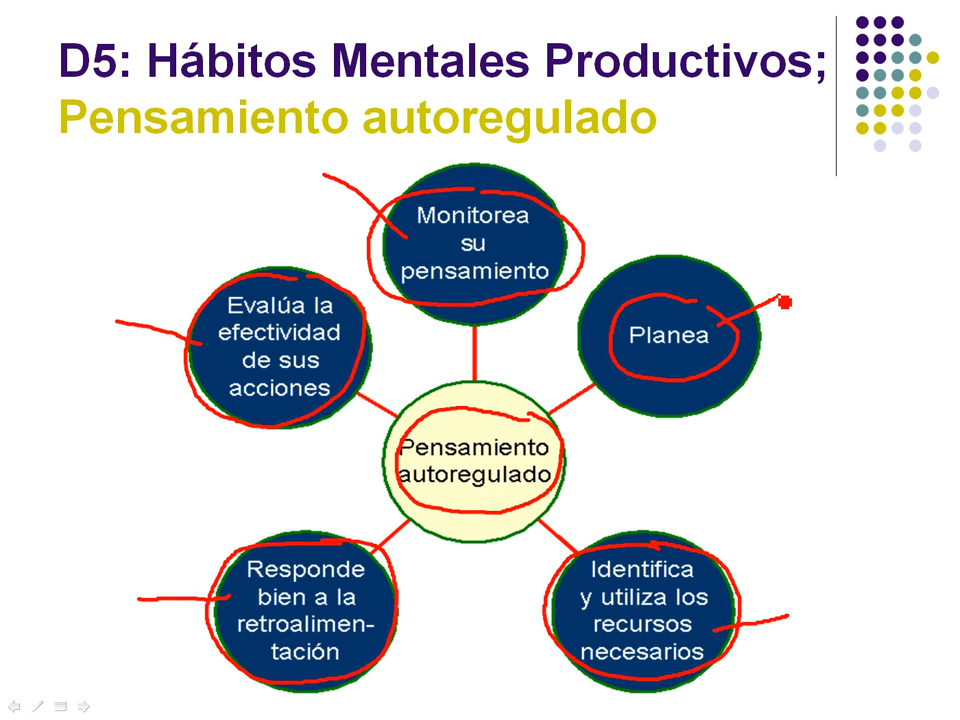 D5: Hábitos Mentales Productivos;
Pensamiento autoregulado
Monitorea
su
pensamiento
Planea
Identifica
y utiliza los
recursos
necesarios
Responde
bien a la
retroalimen-
tación
Evalúa la
efectividad
de sus
acciones
Pensamiento
autoregulado